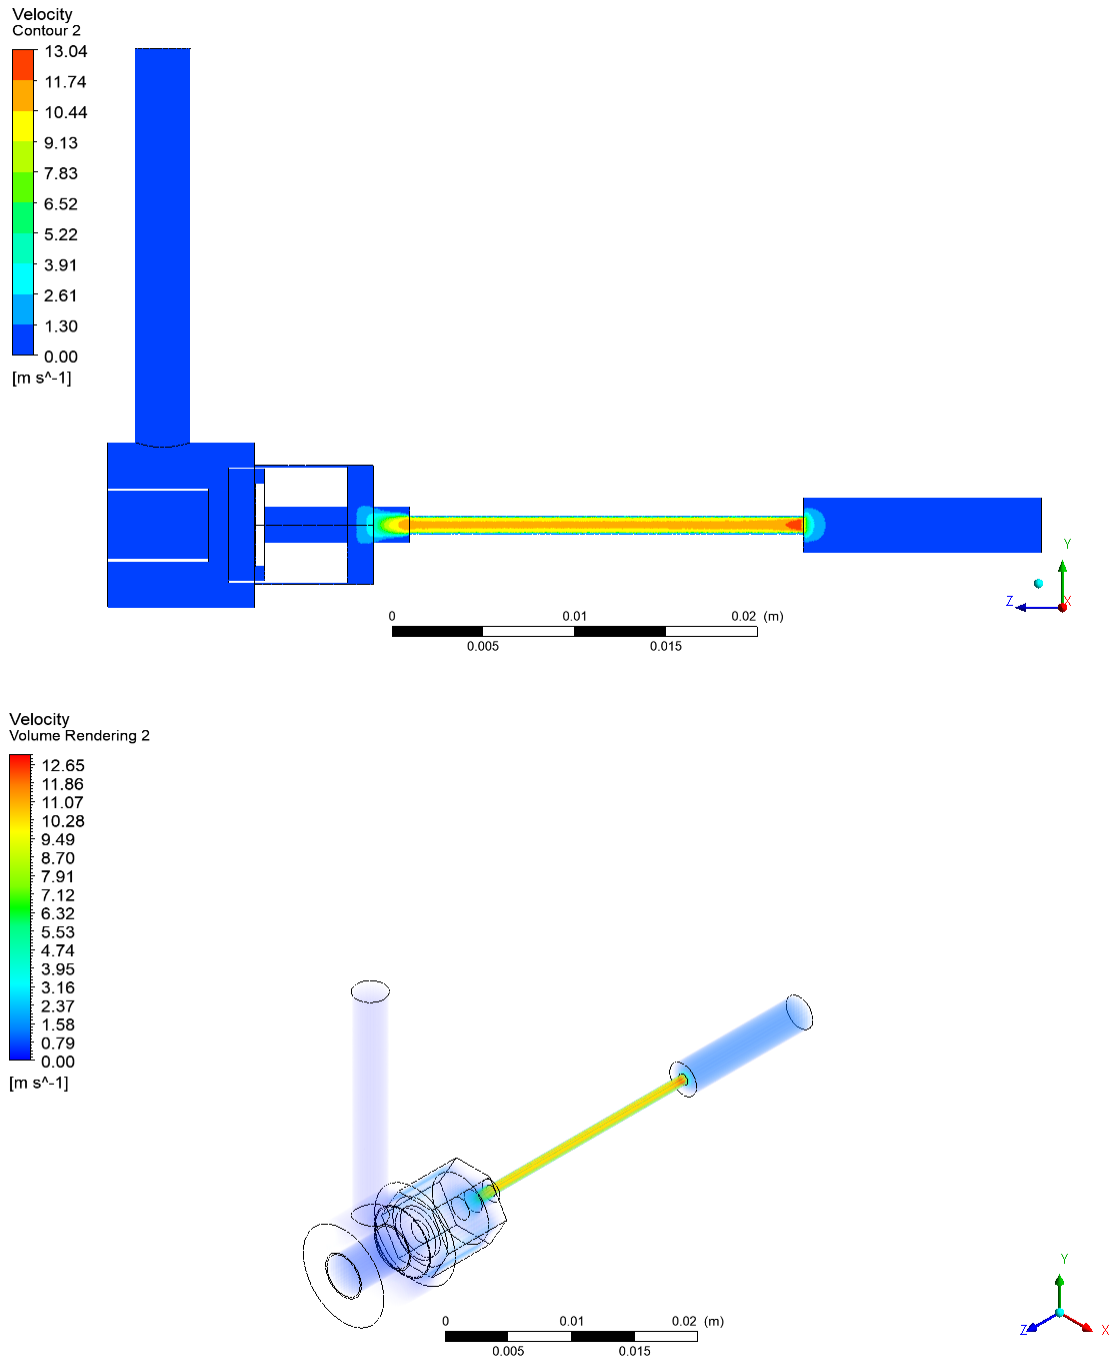 Velocity
Contour 2
13.04
11.74
10.44
9.13
7.83
6.52
5.22
3.91
2.61
1.30
0.00
[m s^-1]
Y
Z X
0 0.01 0.02 (m)
0.005 0.015
Velocity
Volume Rendering 2
12.65
11.86
11.07
10.28
9.49
8.70
7.91
7.12
6.32
5.53
4.74
3.95
3.16
2.37
1.58
0.79
0.00
[m s^-1]
Y
Z X
0 0.01 0.02 (m)
0.005 0.015